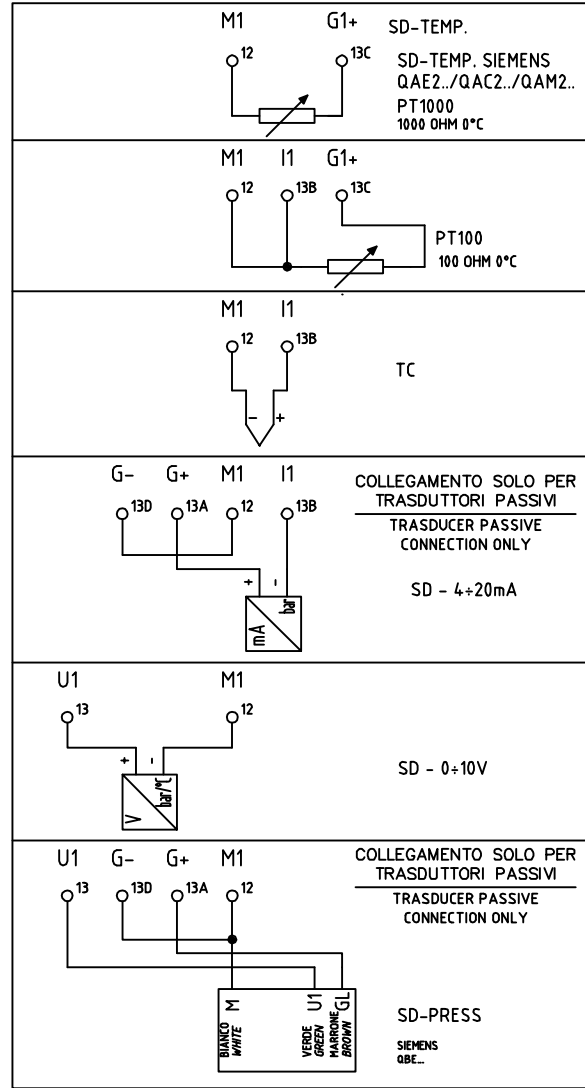 M1 G1+ SD-TEMP.
12 13C SD-TEMP. SIEMENS
QAE2../QAC2../QAM2..
PT1000
1000 OHM 0°C
M1 I1 G1+
12 13B 13C
PT100
100 OHM 0°C
M1 I1
12 13B
TC
- +
G- G+ M1 I1
13D 13A 12 13B
COLLEGAMENTO SOLO PER
TRASDUTTORI PASSIVI
TRASDUCER PASSIVE
CONNECTION ONLY
+ -
mA bar
SD - 4÷20mA
U1 M1
13 12
+ -
V bar/°C
SD - 0÷10V
U1 G- G+ M1
13 13D 13A 12
COLLEGAMENTO SOLO PER
TRASDUTTORI PASSIVI
TRASDUCER PASSIVE
CONNECTION ONLY
M U1 GL
BIANCO
WHITE
VERDE
GREEN
MARRONE
BROWN
SD-PRESS
SIEMENS
QBE...